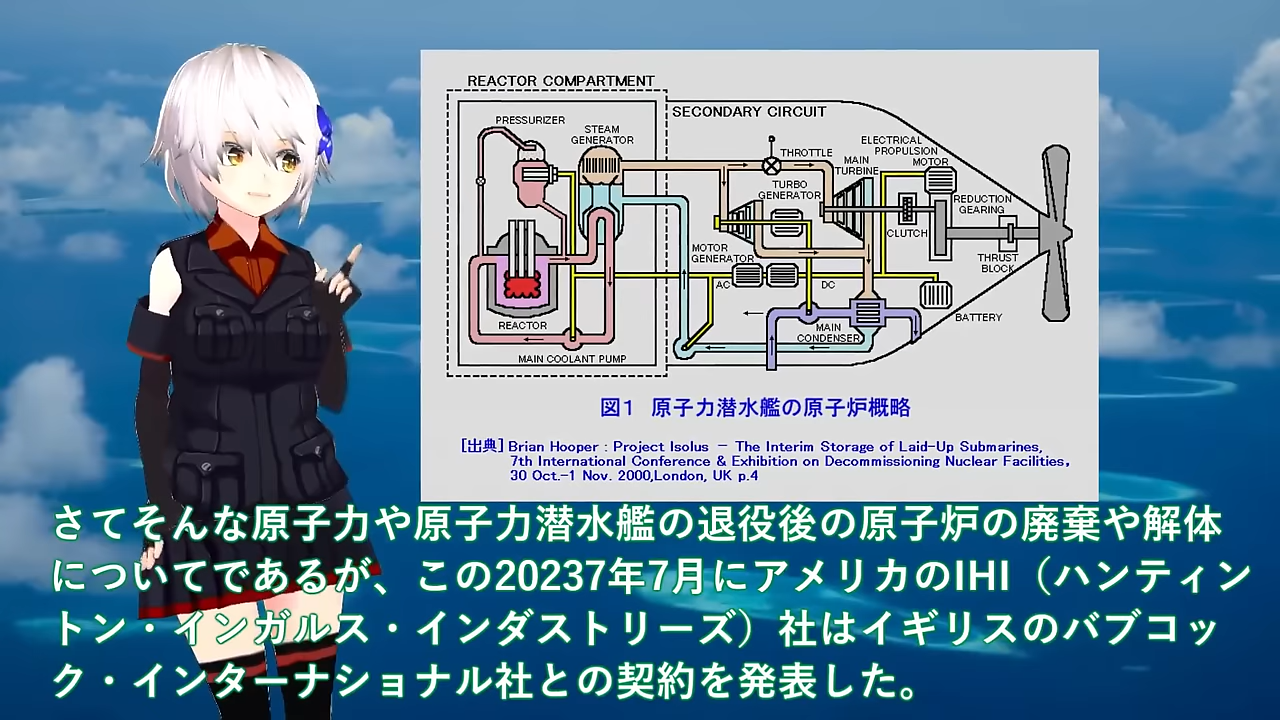 REACTOR COMPARTMENT
SECONDARY CIRCUIT
PRESSURIZER
STEAM
GENERATOR
THROTTLE
ELECTRICAL
PROPULSION
MOTOR
MAIN
TURBINE
TURBO
GENERATOR
REDUCTION
GEARING
CLUTCH
MOTOR
GENERATOR
THRUST
BLOCK
AC
DC
REACTOR
MAIN
CONDENSER
BATTERY
MAIN COOLANT PUMP
図1 原子力潜水艦の原子炉概略
[出典] Brian Hooper : Project Isolus － The Interim Storage of Laid-Up Submarines,
7th International Conference & Exhibition on Decommissioning Nuclear Facilities,
30 Oct.-1 Nov. 2000,London, UK p.4
さてそんな原子力や原子力潜水艦の退役後の原子炉の廃棄や解体
についてであるが、この20237年7月にアメリカのIHI（ハンティン
トン・インガルス・インダストリーズ）社はイギリスのバブコッ
ク・インターナショナル社との契約を発表した。